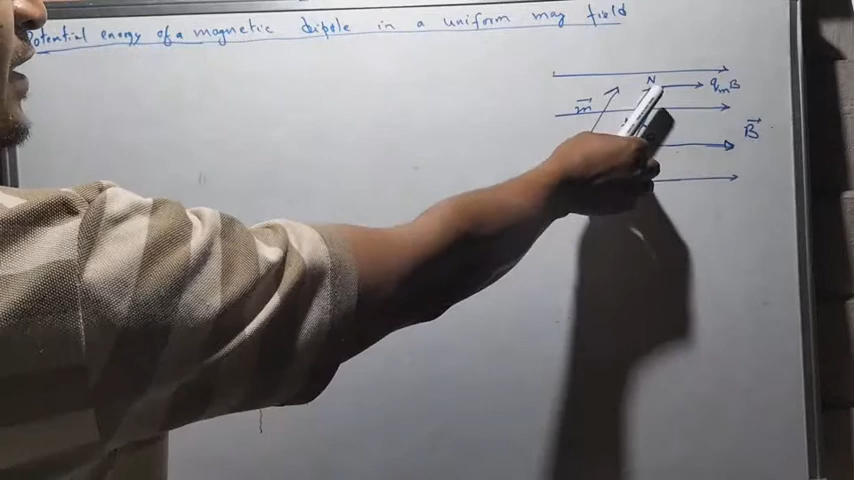 Potential energy of a magnetic dipole in a uniform mag field
N
q_m B
m⃗
B⃗